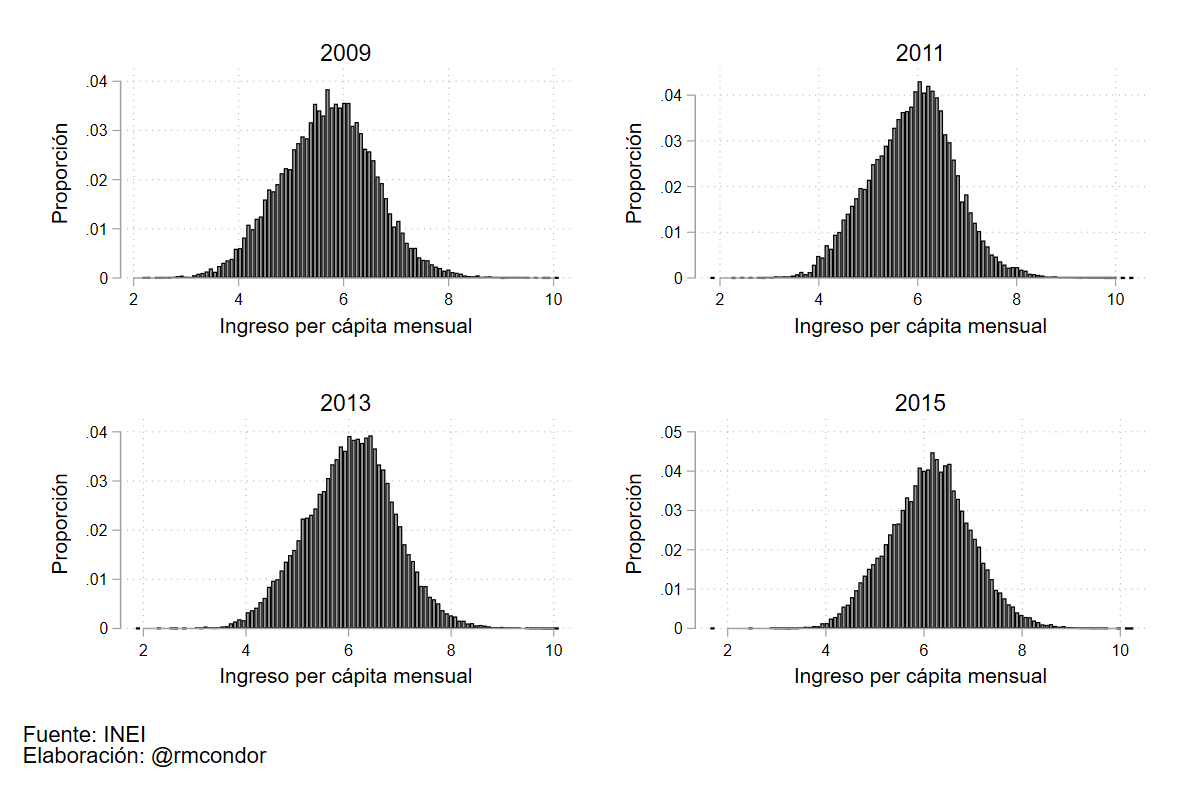 2009
.04
.03
.02
.01
0
Proporción
2 4 6 8 10
Ingreso per cápita mensual
2011
.04
.03
.02
.01
0
Proporción
2 4 6 8 10
Ingreso per cápita mensual
2013
.04
.03
.02
.01
0
Proporción
2 4 6 8 10
Ingreso per cápita mensual
2015
.05
.04
.03
.02
.01
0
Proporción
2 4 6 8 10
Ingreso per cápita mensual
Fuente: INEI
Elaboración: @rmcondor